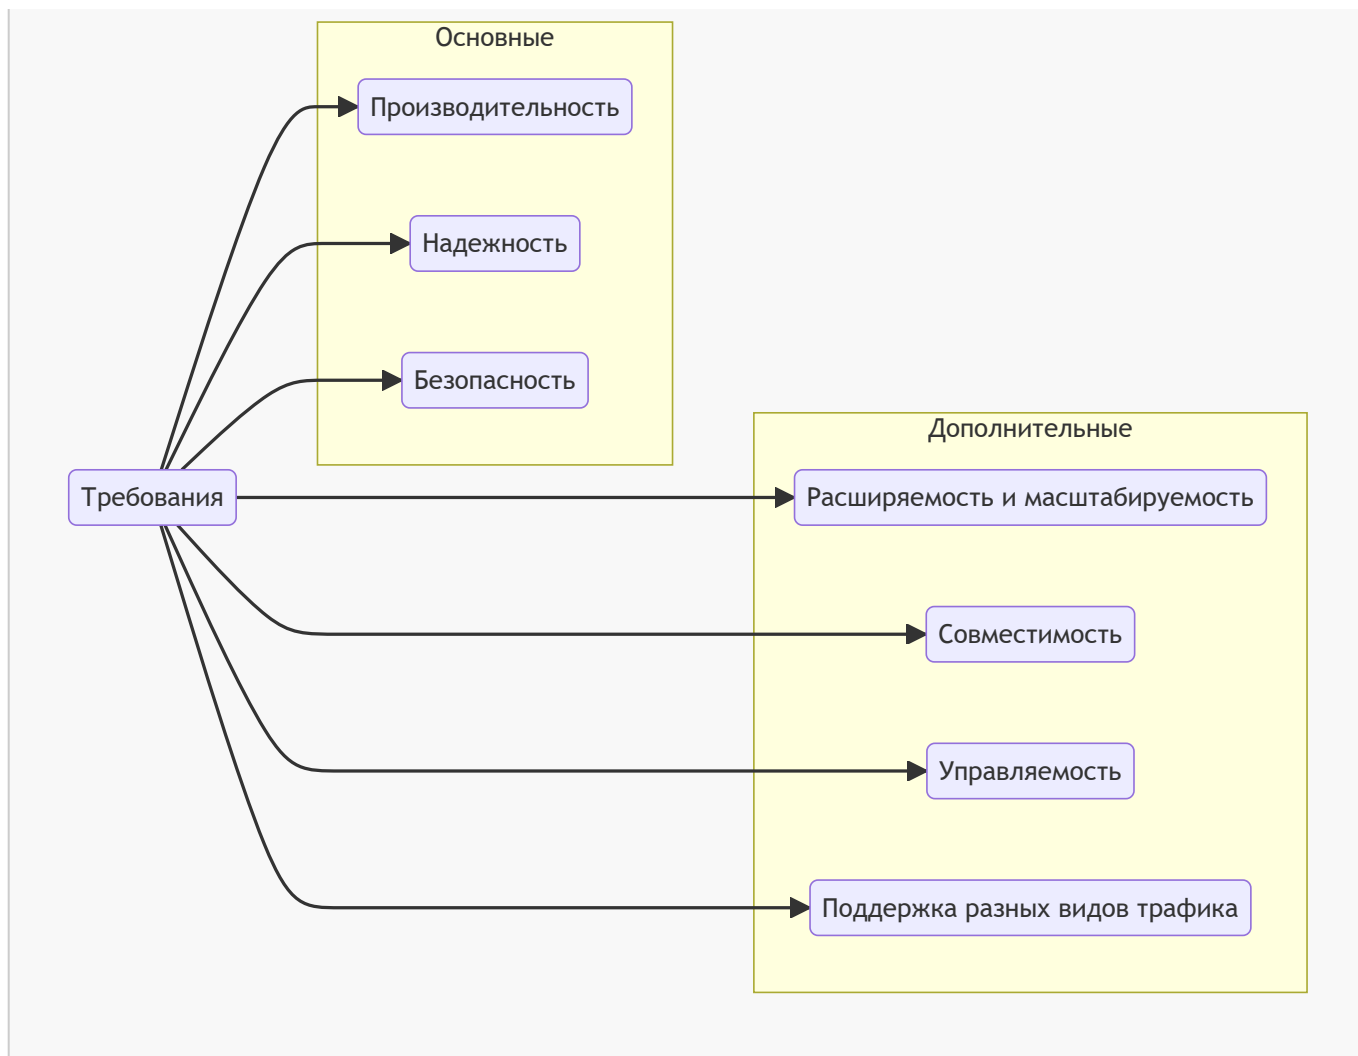 Основные
Производительность
Надежность
Безопасность
Требования
Дополнительные
Расширяемость и масштабируемость
Совместимость
Управляемость
Поддержка разных видов трафика